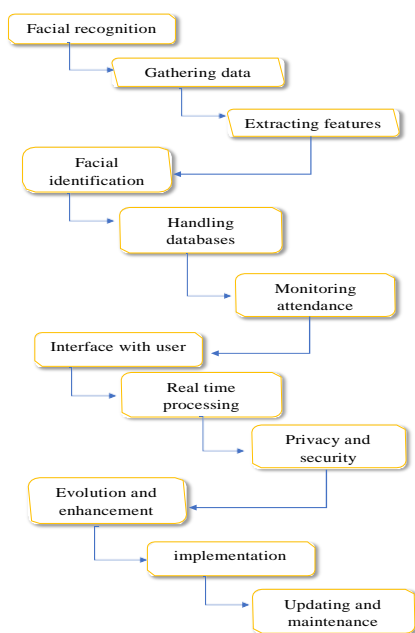 Facial recognition
Gathering data
Extracting features
Facial
identification
Handling
databases
Monitoring
attendance
Interface with user
Real time
processing
Privacy and
security
Evolution and
enhancement
implementation
Updating and
maintenance